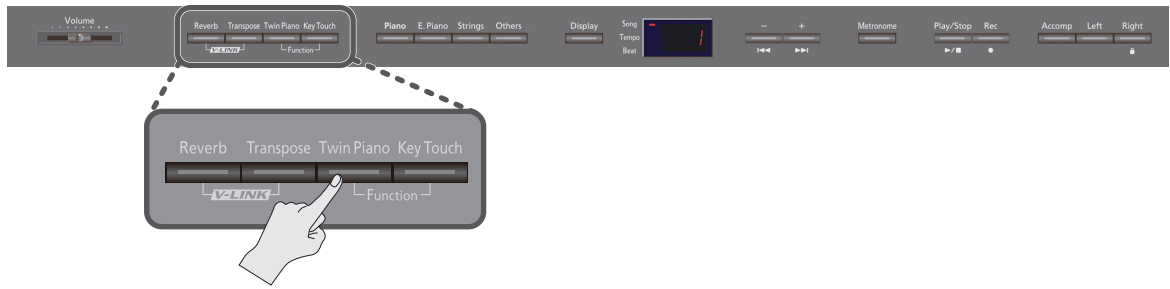 Volume
Reverb Transpose Twin Piano Key Touch
V-LINK Function
Piano E. Piano Strings Others
Display
Song
Tempo
Beat
1
− +
Metronome
Play/Stop Rec
Accomp Left Right
Reverb Transpose Twin Piano Key Touch
V-LINK Function